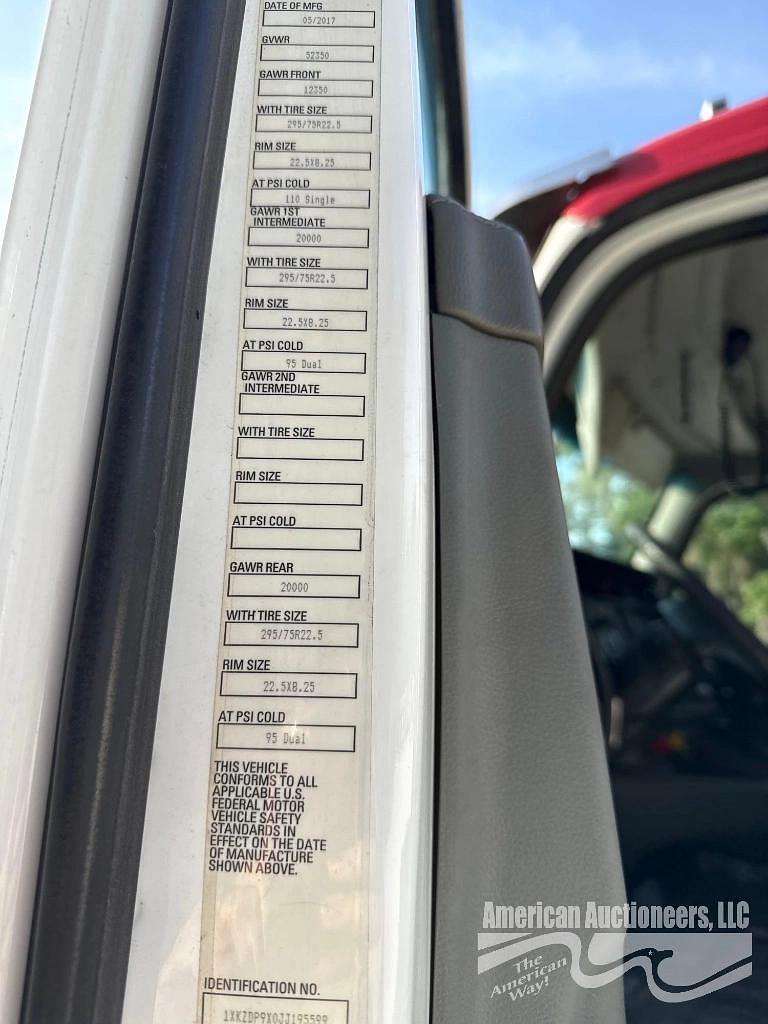 DATE OF MFG
05/2017
GVWR
52350
GAWR FRONT
12350
WITH TIRE SIZE
295/75R22.5
RIM SIZE
22.5X8.25
AT PSI COLD
110 Single
GAWR 1ST
INTERMEDIATE
20000
WITH TIRE SIZE
295/75R22.5
RIM SIZE
22.5X8.25
AT PSI COLD
95 Dual
GAWR 2ND
INTERMEDIATE
WITH TIRE SIZE
RIM SIZE
AT PSI COLD
GAWR REAR
20000
WITH TIRE SIZE
295/75R22.5
RIM SIZE
22.5X8.25
AT PSI COLD
95 Dual
THIS VEHICLE
CONFORMS TO ALL
APPLICABLE U.S.
FEDERAL MOTOR
VEHICLE SAFETY
STANDARDS IN
EFFECT ON THE DATE
OF MANUFACTURE
SHOWN ABOVE.
IDENTIFICATION NO.
1XKZDP9X0JJ195599
American Auctioneers, LLC
The
American
Way!